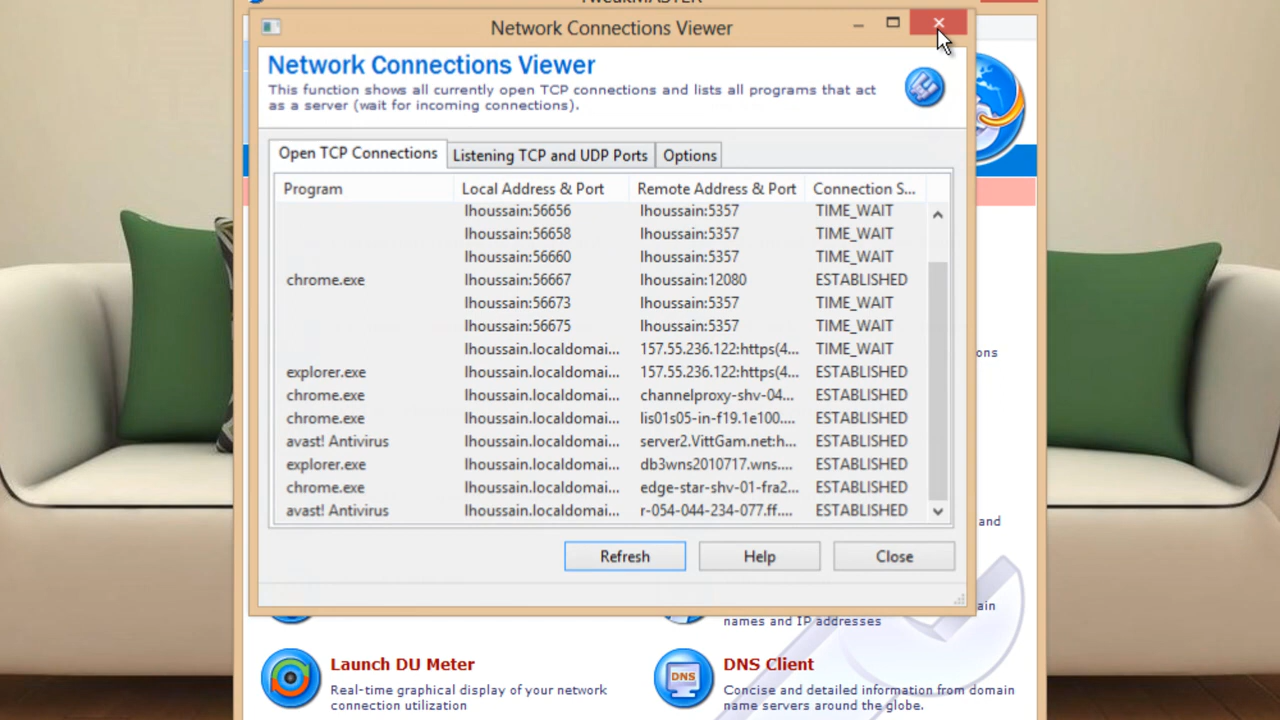 TweakMASTER
Network Connections Viewer
Network Connections Viewer
This function shows all currently open TCP connections and lists all programs that act
as a server (wait for incoming connections).
Open TCP Connections Listening TCP and UDP Ports Options
Program Local Address & Port Remote Address & Port Connection S...
lhoussain:56656 lhoussain:5357 TIME_WAIT
lhoussain:56658 lhoussain:5357 TIME_WAIT
lhoussain:56660 lhoussain:5357 TIME_WAIT
chrome.exe lhoussain:56667 lhoussain:12080 ESTABLISHED
lhoussain:56673 lhoussain:5357 TIME_WAIT
lhoussain:56675 lhoussain:5357 TIME_WAIT
lhoussain.localdomai... 157.55.236.122:https(4... TIME_WAIT
explorer.exe lhoussain.localdomai... 157.55.236.122:https(4... ESTABLISHED
chrome.exe lhoussain.localdomai... channelproxy-shv-04... ESTABLISHED
chrome.exe lhoussain.localdomai... lis01s05-in-f19.1e100.... ESTABLISHED
avast! Antivirus lhoussain.localdomai... server2.VittGam.net:h... ESTABLISHED
explorer.exe lhoussain.localdomai... db3wns2010717.wns.... ESTABLISHED
chrome.exe lhoussain.localdomai... edge-star-shv-01-fra2... ESTABLISHED
avast! Antivirus lhoussain.localdomai... r-054-044-234-077.ff.... ESTABLISHED
Refresh Help Close
ons
and
ain
names and IP addresses
Launch DU Meter
Real-time graphical display of your network
connection utilization
DNS
DNS Client
Concise and detailed information from domain
name servers around the globe.